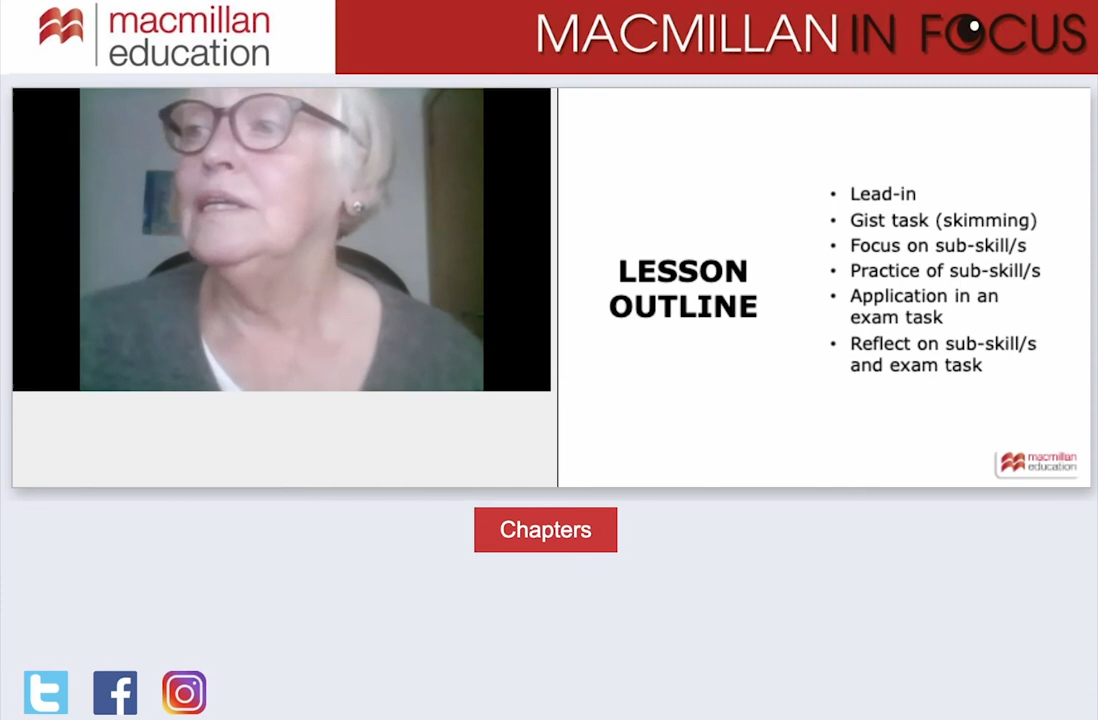 macmillan
education
MACMILLAN IN FOCUS
LESSON
OUTLINE
• Lead-in
• Gist task (skimming)
• Focus on sub-skill/s
• Practice of sub-skill/s
• Application in an
exam task
• Reflect on sub-skill/s
and exam task
macmillan
education
Chapters